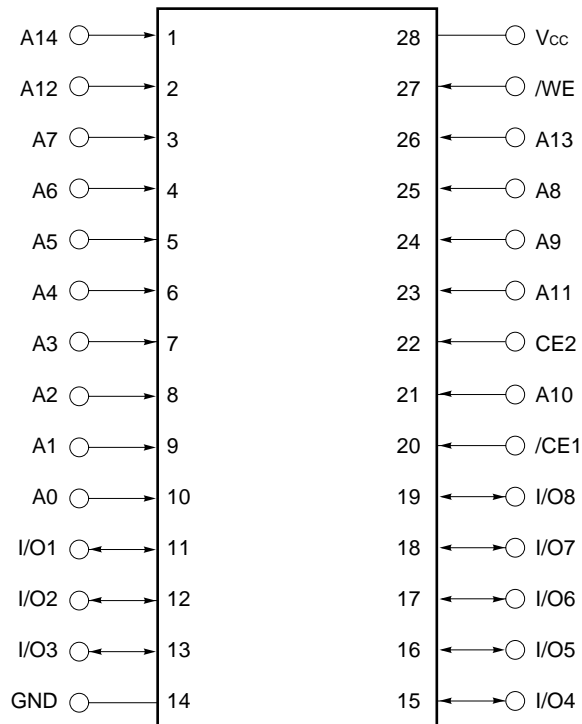 A14 1 28 Vcc
A12 2 27 /WE
A7 3 26 A13
A6 4 25 A8
A5 5 24 A9
A4 6 23 A11
A3 7 22 CE2
A2 8 21 A10
A1 9 20 /CE1
A0 10 19 I/O8
I/O1 11 18 I/O7
I/O2 12 17 I/O6
I/O3 13 16 I/O5
GND 14 15 I/O4